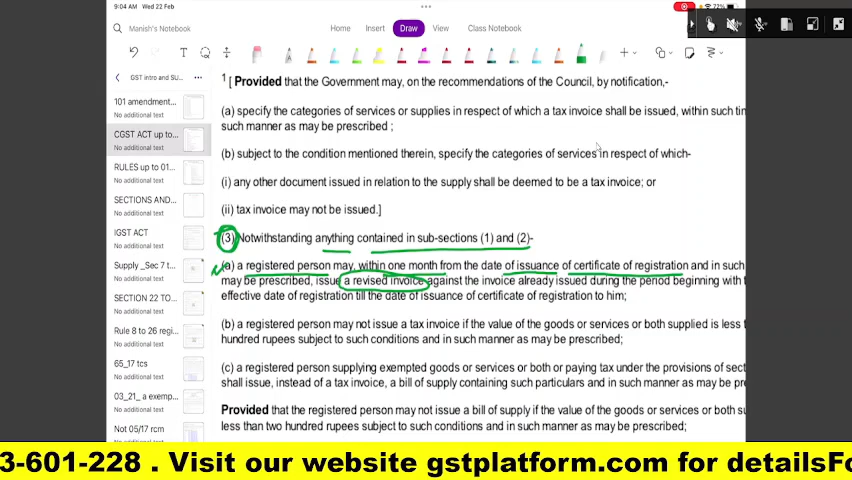 9:04 AM Wed 22 Feb
72%
Manish's Notebook
Home Insert Draw View Class Notebook
GST intro and SU...
101 amendment...
No additional text
CGST ACT up to...
No additional text
RULES up to 01...
No additional text
SECTIONS AND...
No additional text
IGST ACT
No additional text
Supply _Sec 7 t...
No additional text
SECTION 22 TO...
No additional text
Rule 8 to 26 regi...
No additional text
65_17 tcs
No additional text
03_21_ a exemp...
No additional text
Not 05/17 rcm
No additional text
1 [ Provided that the Government may, on the recommendations of the Council, by notification,-
(a) specify the categories of services or supplies in respect of which a tax invoice shall be issued, within such tim
such manner as may be prescribed ;
(b) subject to the condition mentioned therein, specify the categories of services in respect of which-
(i) any other document issued in relation to the supply shall be deemed to be a tax invoice; or
(ii) tax invoice may not be issued.]
(3) Notwithstanding anything contained in sub-sections (1) and (2)-
(a) a registered person may, within one month from the date of issuance of certificate of registration and in such
may be prescribed, issue a revised invoice against the invoice already issued during the period beginning with t
effective date of registration till the date of issuance of certificate of registration to him;
(b) a registered person may not issue a tax invoice if the value of the goods or services or both supplied is less t
hundred rupees subject to such conditions and in such manner as may be prescribed;
(c) a registered person supplying exempted goods or services or both or paying tax under the provisions of sect
shall issue, instead of a tax invoice, a bill of supply containing such particulars and in such manner as may be pre
Provided that the registered person may not issue a bill of supply if the value of the goods or services or both su
less than two hundred rupees subject to such conditions and in such manner as may be prescribed;
3-601-228 . Visit our website gstplatform.com for detailsFo